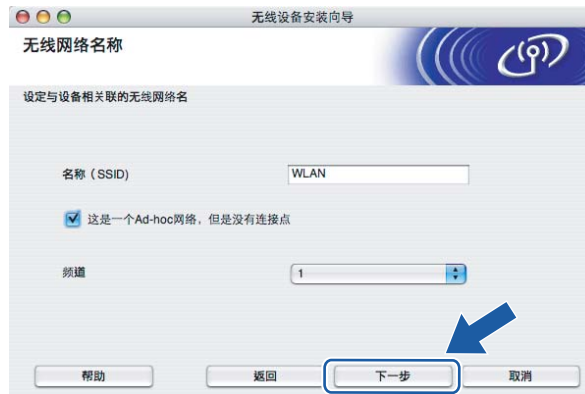 无线设备安装向导
无线网络名称
设定与设备相关联的无线网络名
名称（SSID) WLAN
这是一个Ad-hoc网络，但是没有连接点
频道 1
帮助 返回 下一步 取消